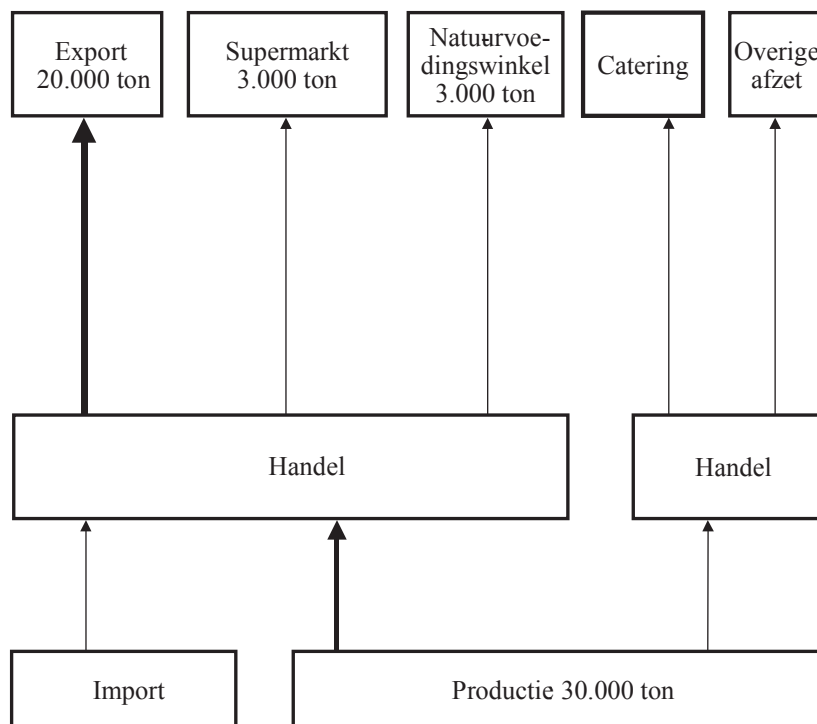 Export
20.000 ton
Supermarkt
3.000 ton
Natuurvoe-
dingswinkel
3.000 ton
Catering
Overige
afzet
Handel
Handel
Import
Productie 30.000 ton